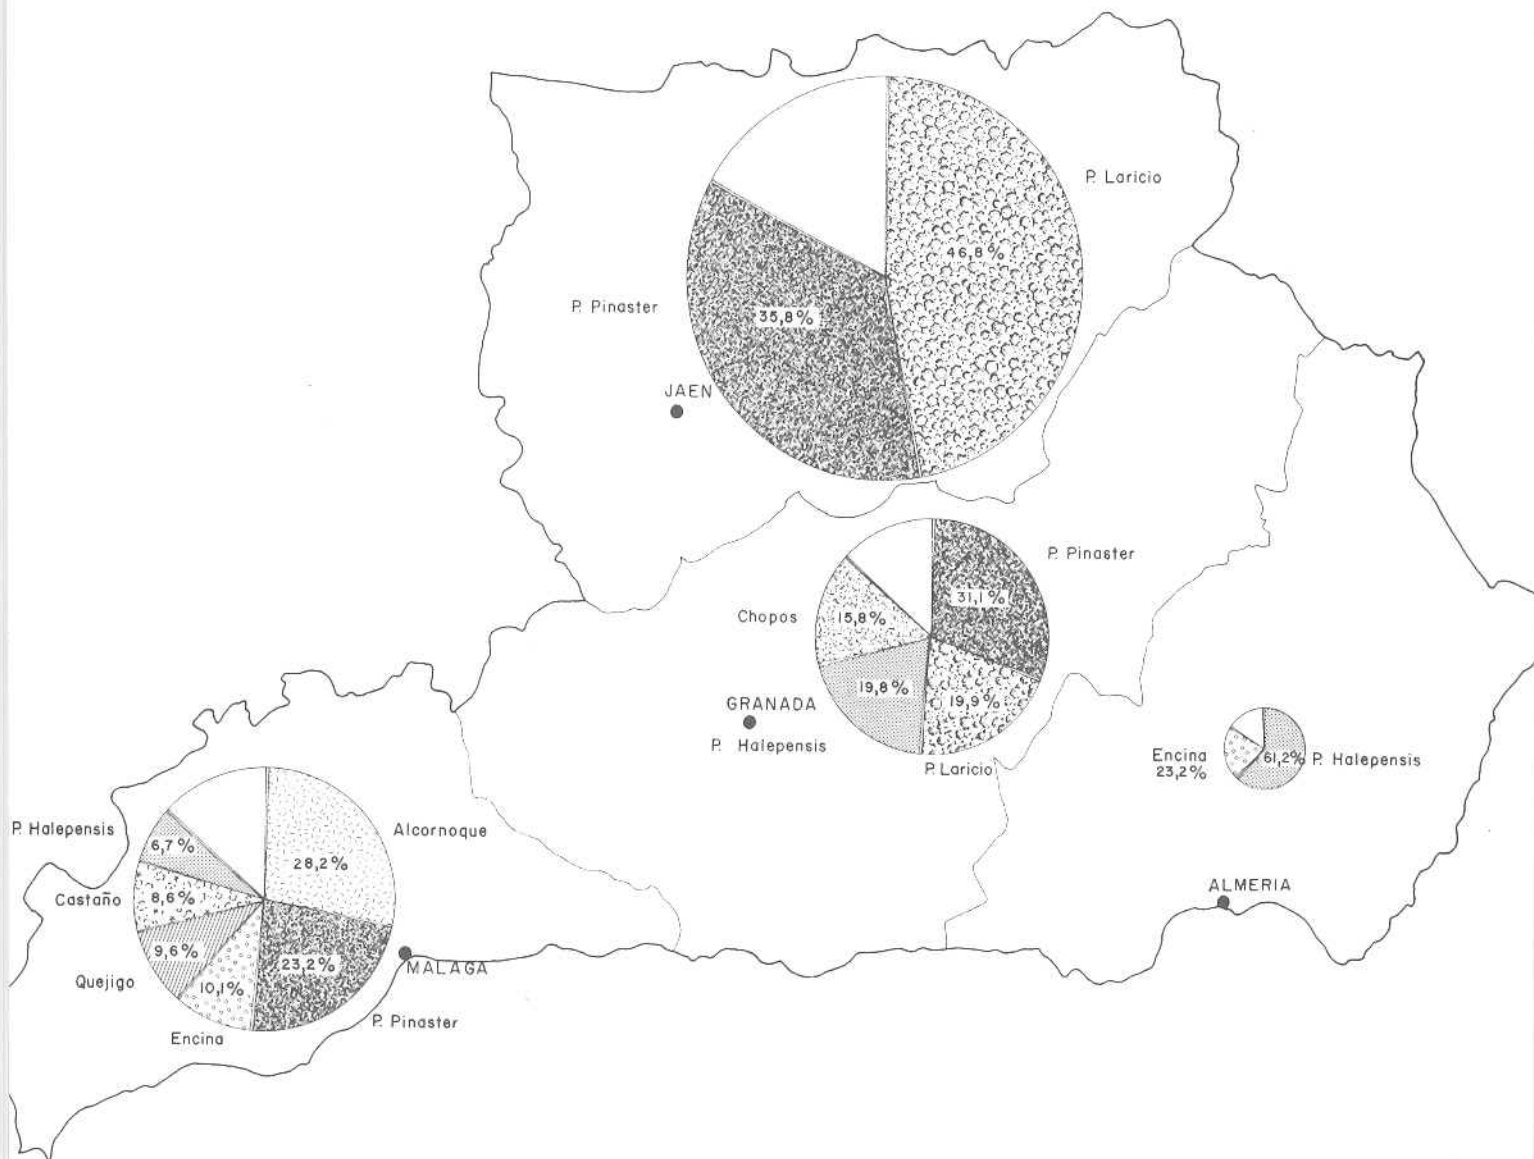 P. Laricio
46,8%
P. Pinaster
35,8%
JAEN
P. Pinaster
31,1%
Chopos
15,8%
19,8%
19,9%
GRANADA
P. Halepensis
P. Laricio
Encina
23,2%
61,2%
P. Halepensis
P. Halepensis
6,7%
Alcornoque
28,2%
Castaño
8,6%
ALMERIA
9,6%
23,2%
MALAGA
Quejigo
10,1%
P. Pinaster
Encina